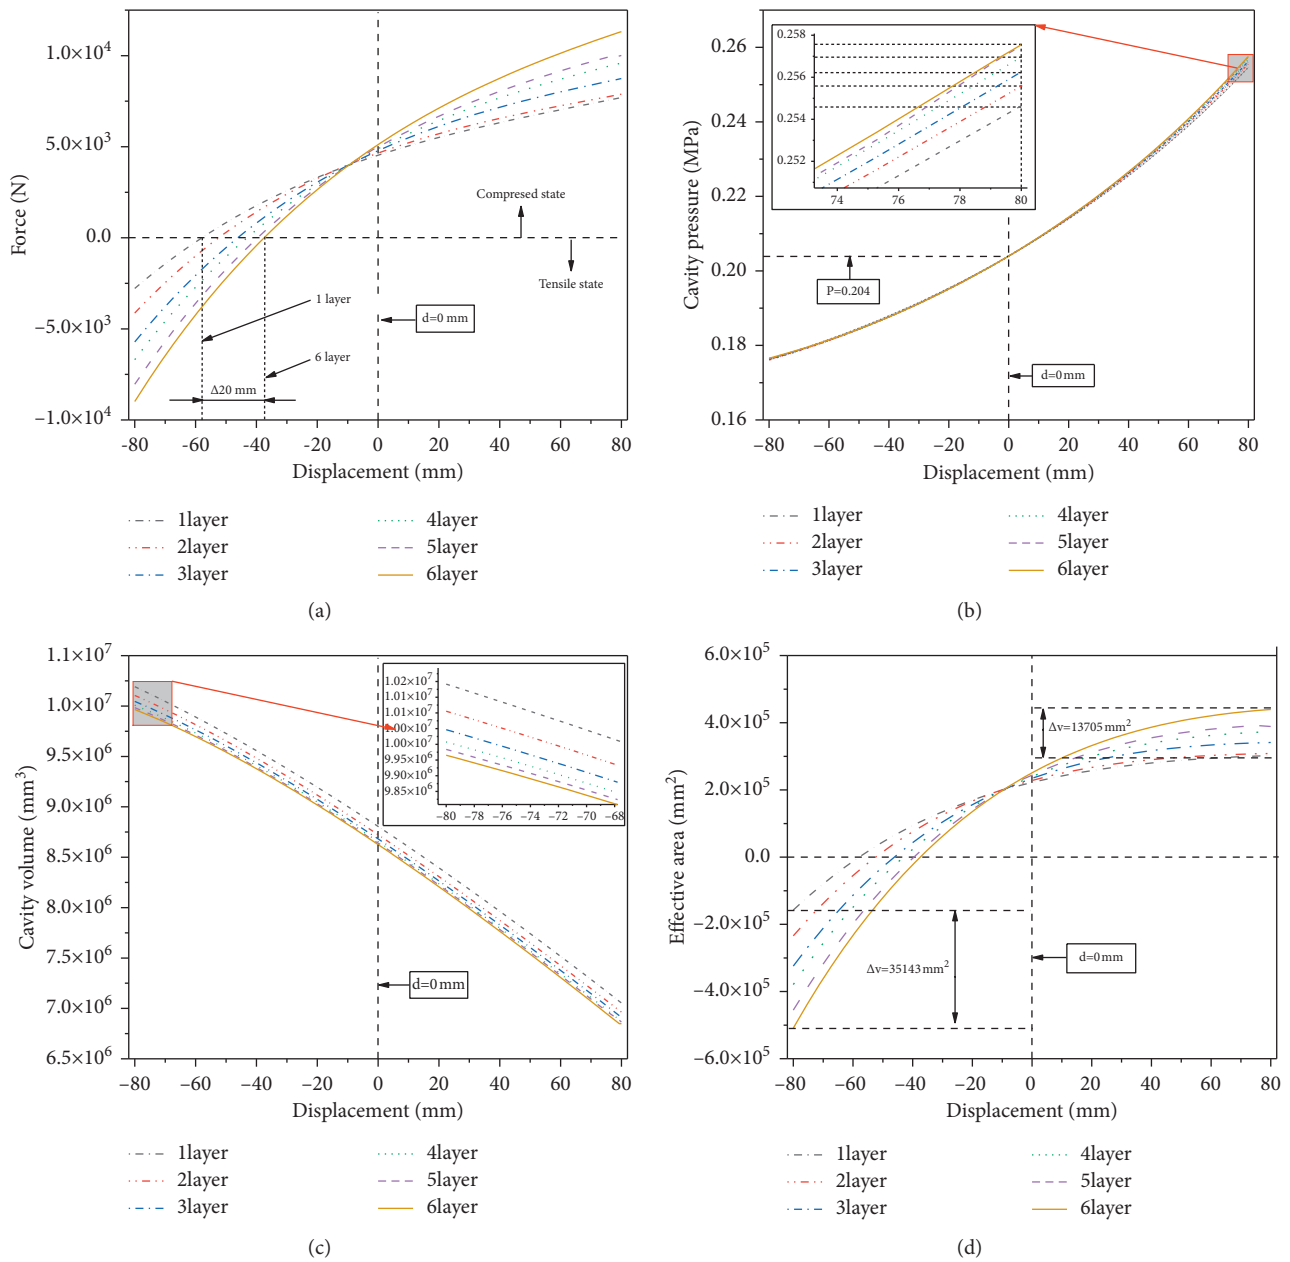 1.0×10⁴
5.0×10³
0.0
−5.0×10³
−1.0×10⁴
Force (N)
Compresed state
Tensile state
1 layer
6 layer
d=0 mm
Δ20 mm
−80 −60 -40 −20 0 20 40 60 80
Displacement (mm)
1layer 4layer
2layer 5layer
3layer 6layer
(a)
0.26
0.24
0.22
0.20
0.18
0.16
Cavity pressure (MPa)
0.258
0.256
0.254
0.252
74 76 78 80
P=0.204
d=0mm
−80 −60 −40 −20 0 20 40 60 80
Displacement (mm)
1layer 4layer
2layer 5layer
3layer 6layer
(b)
1.1×10⁷
1.0×10⁷
9.5×10⁶
9.0×10⁶
8.5×10⁶
8.0×10⁶
7.5×10⁶
7.0×10⁶
6.5×10⁶
Cavity volume (mm³)
1.02×10⁷
1.01×10⁷
1.01×10⁷
1.00×10⁷
1.00×10⁷
9.95×10⁶
9.90×10⁶
9.85×10⁶
−80 −78 −76 −74 −72 −70 −68
d=0mm
−80 −60 −40 −20 0 20 40 60 80
Displacement (mm)
1layer 4layer
2layer 5layer
3layer 6layer
(c)
6.0×10⁵
4.0×10⁵
2.0×10⁵
0.0
−2.0×10⁵
−4.0×10⁵
−6.0×10⁵
Effective area (mm²)
Δv=13705mm²
Δv=35143mm²
d=0mm
−80 −60 −40 −20 0 20 40 60 80
Displacement (mm)
1layer 4layer
2layer 5layer
3layer 6layer
(d)